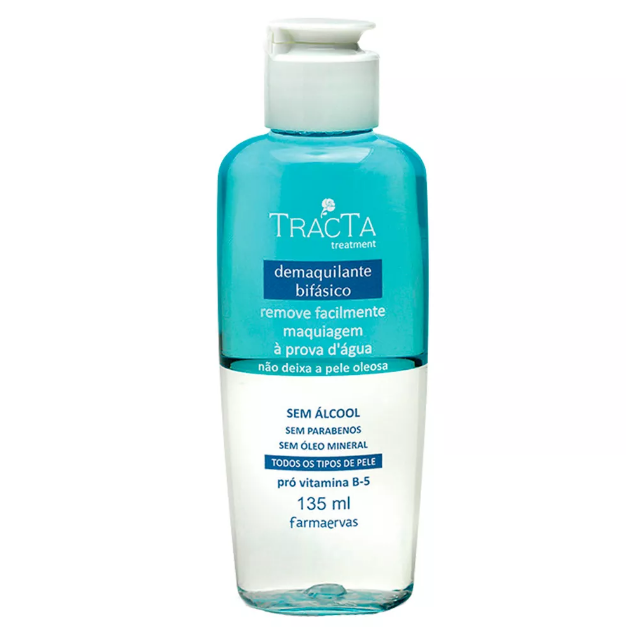 TRACTA
treatment
demaquilante
bifásico
remove facilmente
maquiagem
à prova d'água
não deixa a pele oleosa
SEM ÁLCOOL
SEM PARABENOS
SEM ÓLEO MINERAL
TODOS OS TIPOS DE PELE
pró vitamina B-5
135 ml
farmaervas